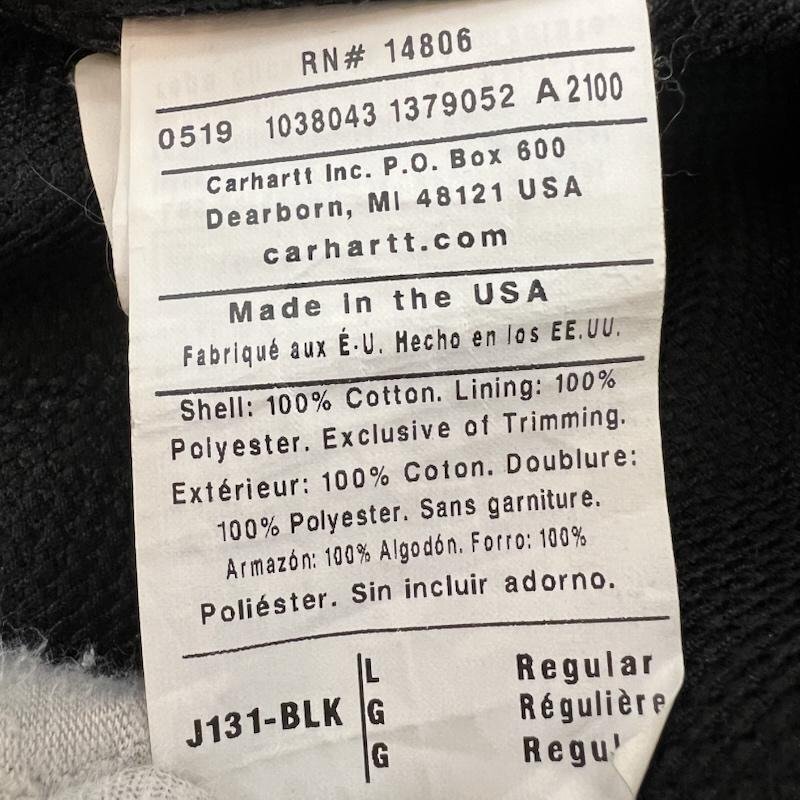 RN# 14806
0519 1038043 1379052 A 2100
Carhartt Inc. P.O. Box 600
Dearborn, MI 48121 USA
carhartt.com
Made in the USA
Fabriqué aux É-U. Hecho en los EE.UU.
Shell: 100% Cotton. Lining: 100%
Polyester. Exclusive of Trimming.
Extérieur: 100% Coton. Doublure:
100% Polyester. Sans garniture.
Armazón: 100% Algodón. Forro: 100%
Poliéster. Sin incluir adorno.
L Regular
J131-BLK G Régulière
G